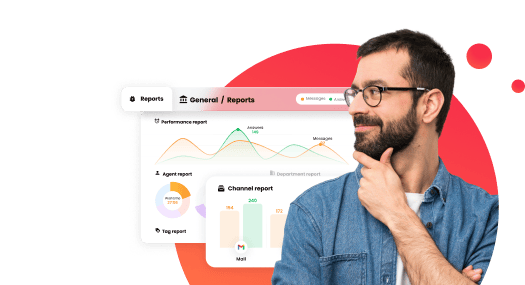 Reports
General / Reports
Messages
Performance report
Answers
Messages
Agent report
Department report
Channel report
194
240
172
Tag report
Mail